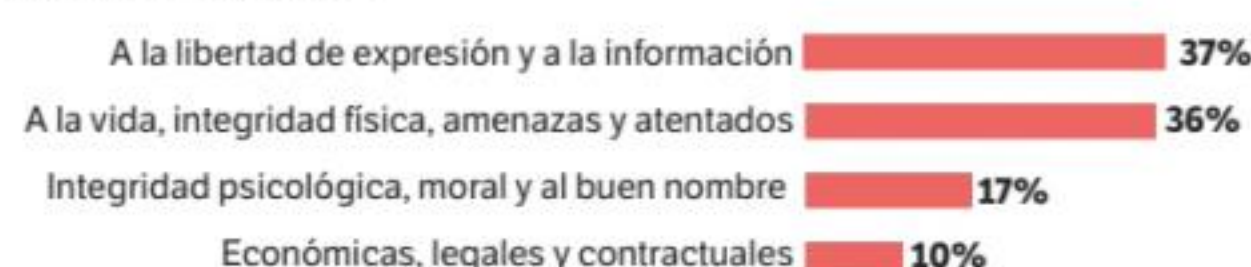 A la libertad de expresión y a la información 37%
A la vida, integridad física, amenazas y atentados 36%
Integridad psicológica, moral y al buen nombre 17%
Económicas, legales y contractuales 10%